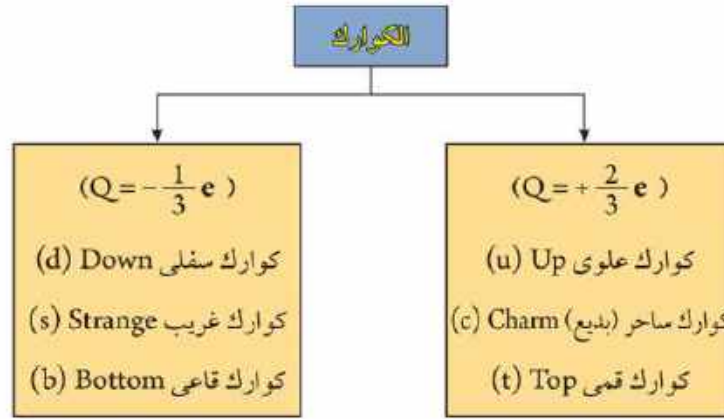 الكوارك
(Q = + 2/3 e)
كوارك علوى Up (u)
كوارك ساحر (بديع) Charm (c)
كوارك قمى Top (t)
(Q = - 1/3 e)
كوارك سفلى Down (d)
كوارك غريب Strange (s)
كوارك قاعى Bottom (b)